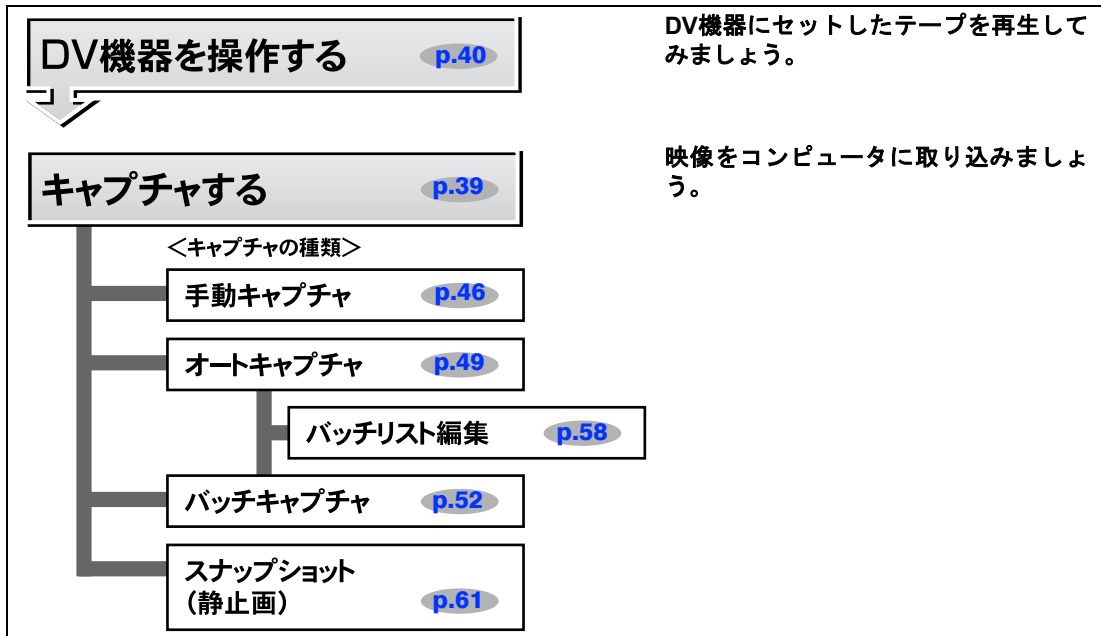 DV機器を操作する p.40
DV機器にセットしたテープを再生して
みましょう。
キャプチャする p.39
映像をコンピュータに取り込みましょ
う。
＜キャプチャの種類＞
手動キャプチャ p.46
オートキャプチャ p.49
バッチリスト編集 p.58
バッチキャプチャ p.52
スナップショット
（静止画） p.61